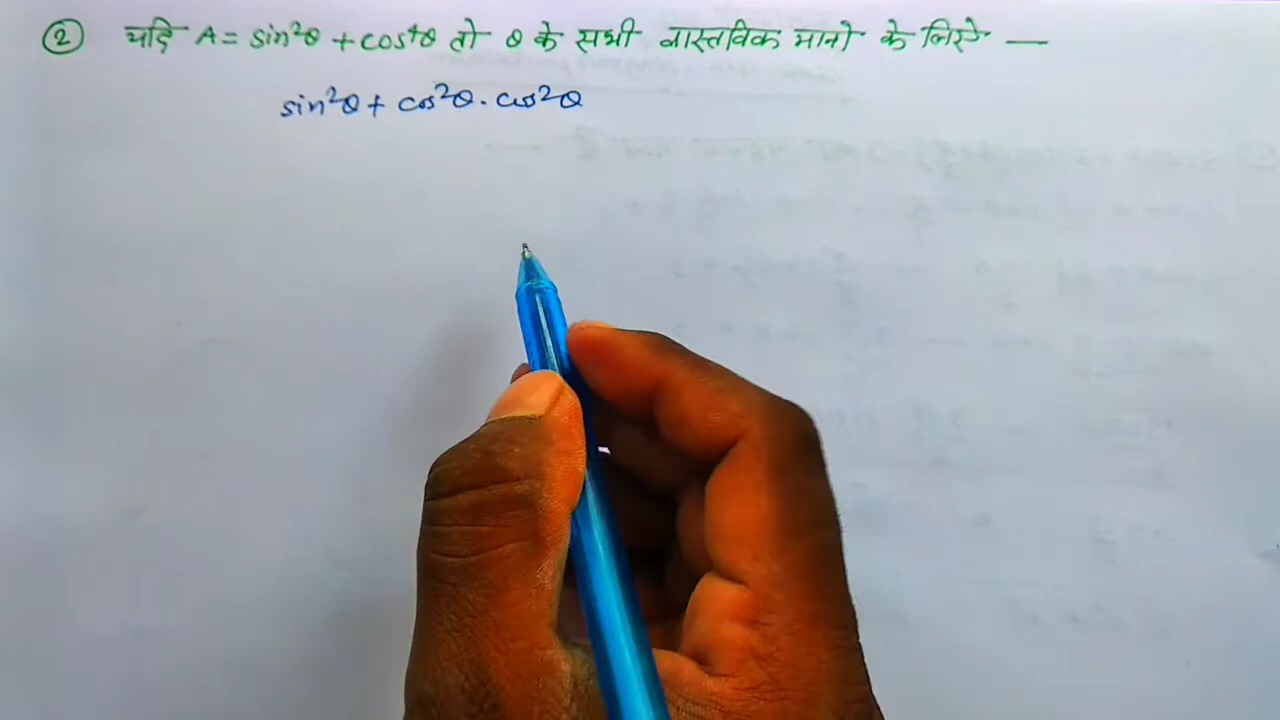 ② यदि A = sin²θ + cos⁴θ तो θ के सभी वास्तविक मानो के लिऐ —
sin²θ + cos²θ . cos²θ